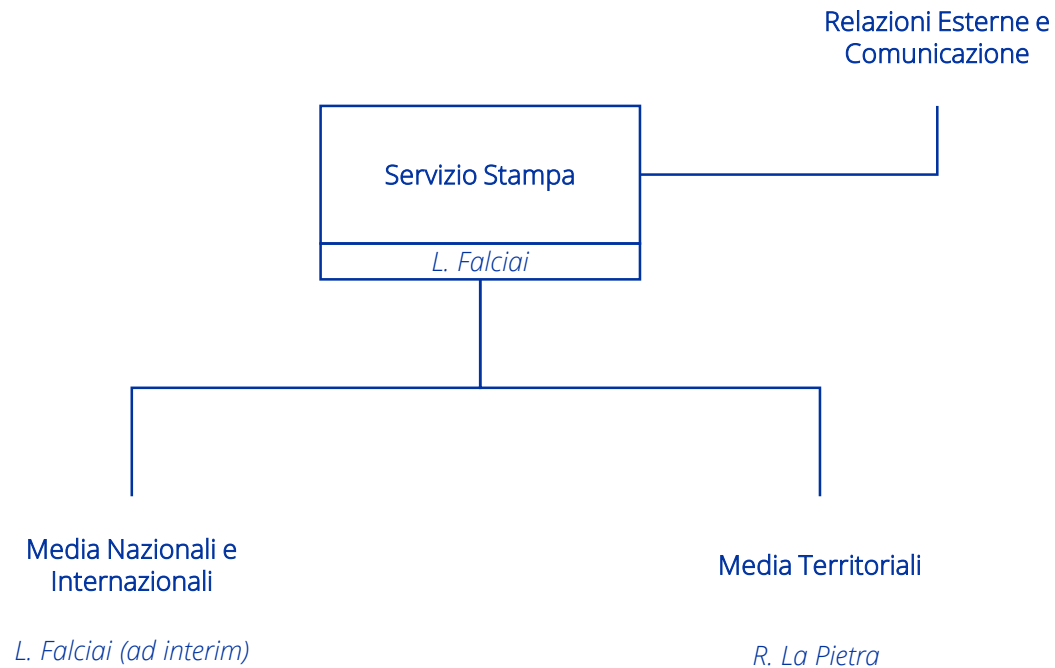 Relazioni Esterne e
Comunicazione
Servizio Stampa
L. Falciai
Media Nazionali e
Internazionali
L. Falciai (ad interim)
Media Territoriali
R. La Pietra